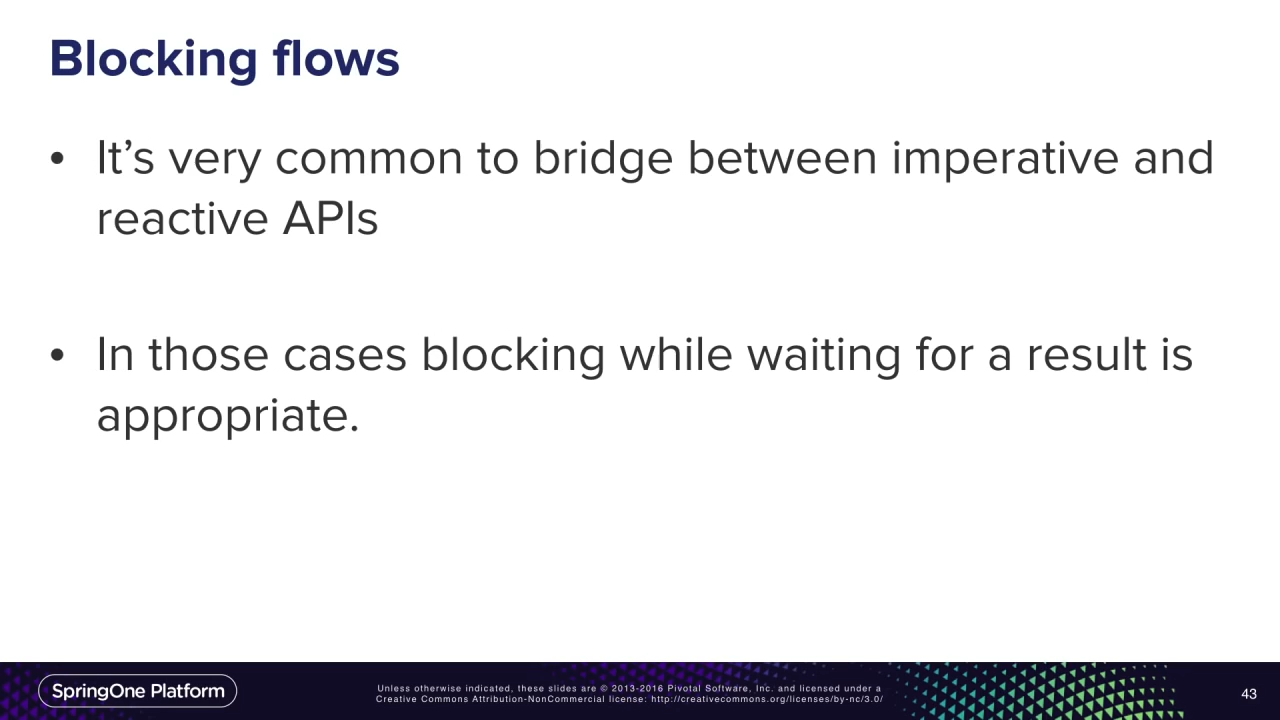 Blocking flows
• It’s very common to bridge between imperative and
reactive APIs
• In those cases blocking while waiting for a result is
appropriate.
SpringOne Platform
Unless otherwise indicated, these slides are © 2013-2016 Pivotal Software, Inc. and licensed under a
Creative Commons Attribution-NonCommercial license: http://creativecommons.org/licenses/by-nc/3.0/
43